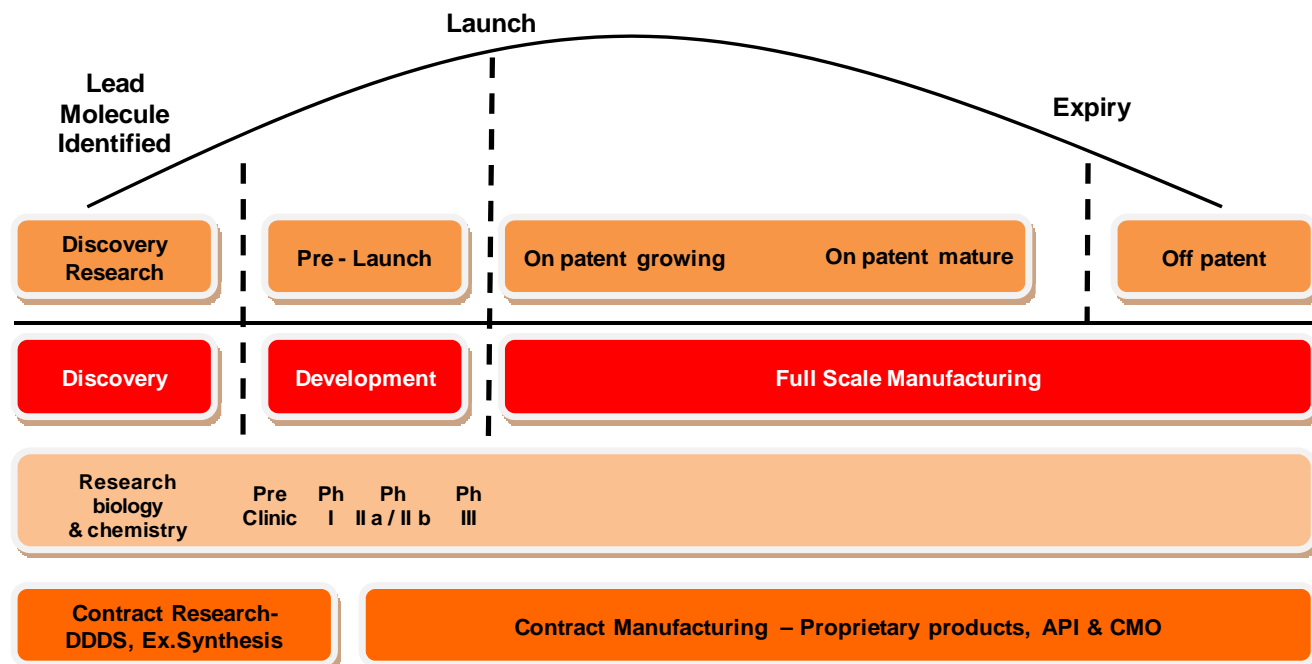 Launch
Lead
Molecule
Identified
Expiry
Discovery
Research
Pre - Launch
On patent growing
On patent mature
Off patent
Discovery
Development
Full Scale Manufacturing
Research
biology
& chemistry
Pre
Clinic
Ph
I
Ph
II a / II b
Ph
III
Contract Research-
DDDS, Ex.Synthesis
Contract Manufacturing – Proprietary products, API & CMO